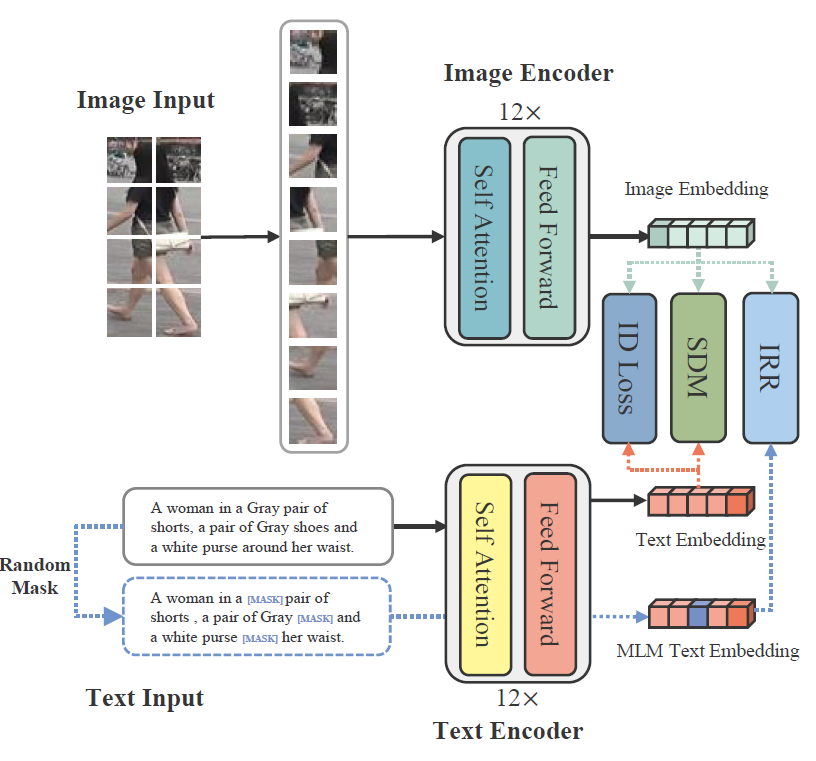 Image Input
Image Encoder
12×
Self Attention
Feed Forward
Image Embedding
ID Loss
SDM
IRR
A woman in a Gray pair of
shorts, a pair of Gray shoes and
a white purse around her waist.
Random
Mask
A woman in a [MASK] pair of
shorts , a pair of Gray [MASK] and
a white purse [MASK] her waist.
Text Input
Self Attention
Feed Forward
12×
Text Encoder
Text Embedding
MLM Text Embedding